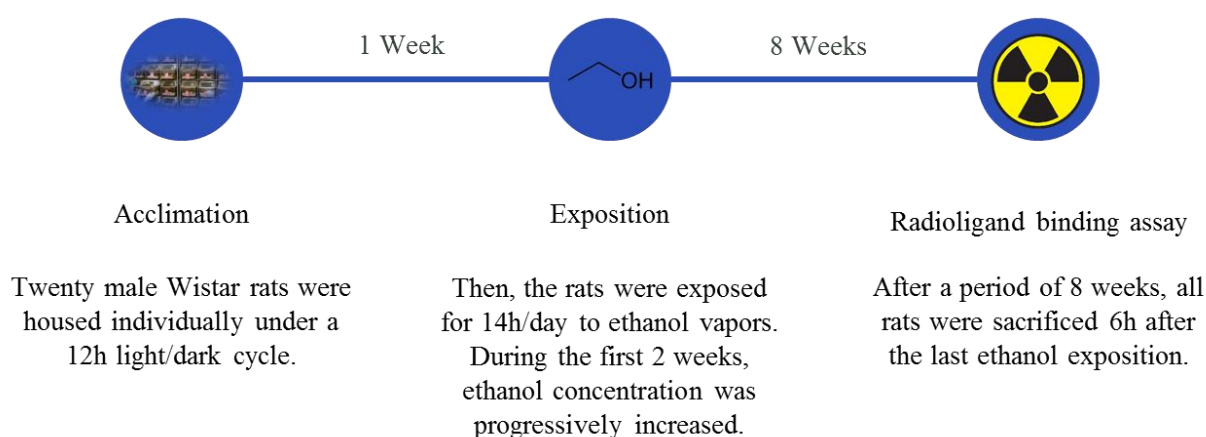 1 Week
8 Weeks
OH
Acclimation
Twenty male Wistar rats were
housed individually under a
12h light/dark cycle.
Exposition
Then, the rats were exposed
for 14h/day to ethanol vapors.
During the first 2 weeks,
ethanol concentration was
progressively increased.
Radioligand binding assay
After a period of 8 weeks, all
rats were sacrificed 6h after
the last ethanol exposition.